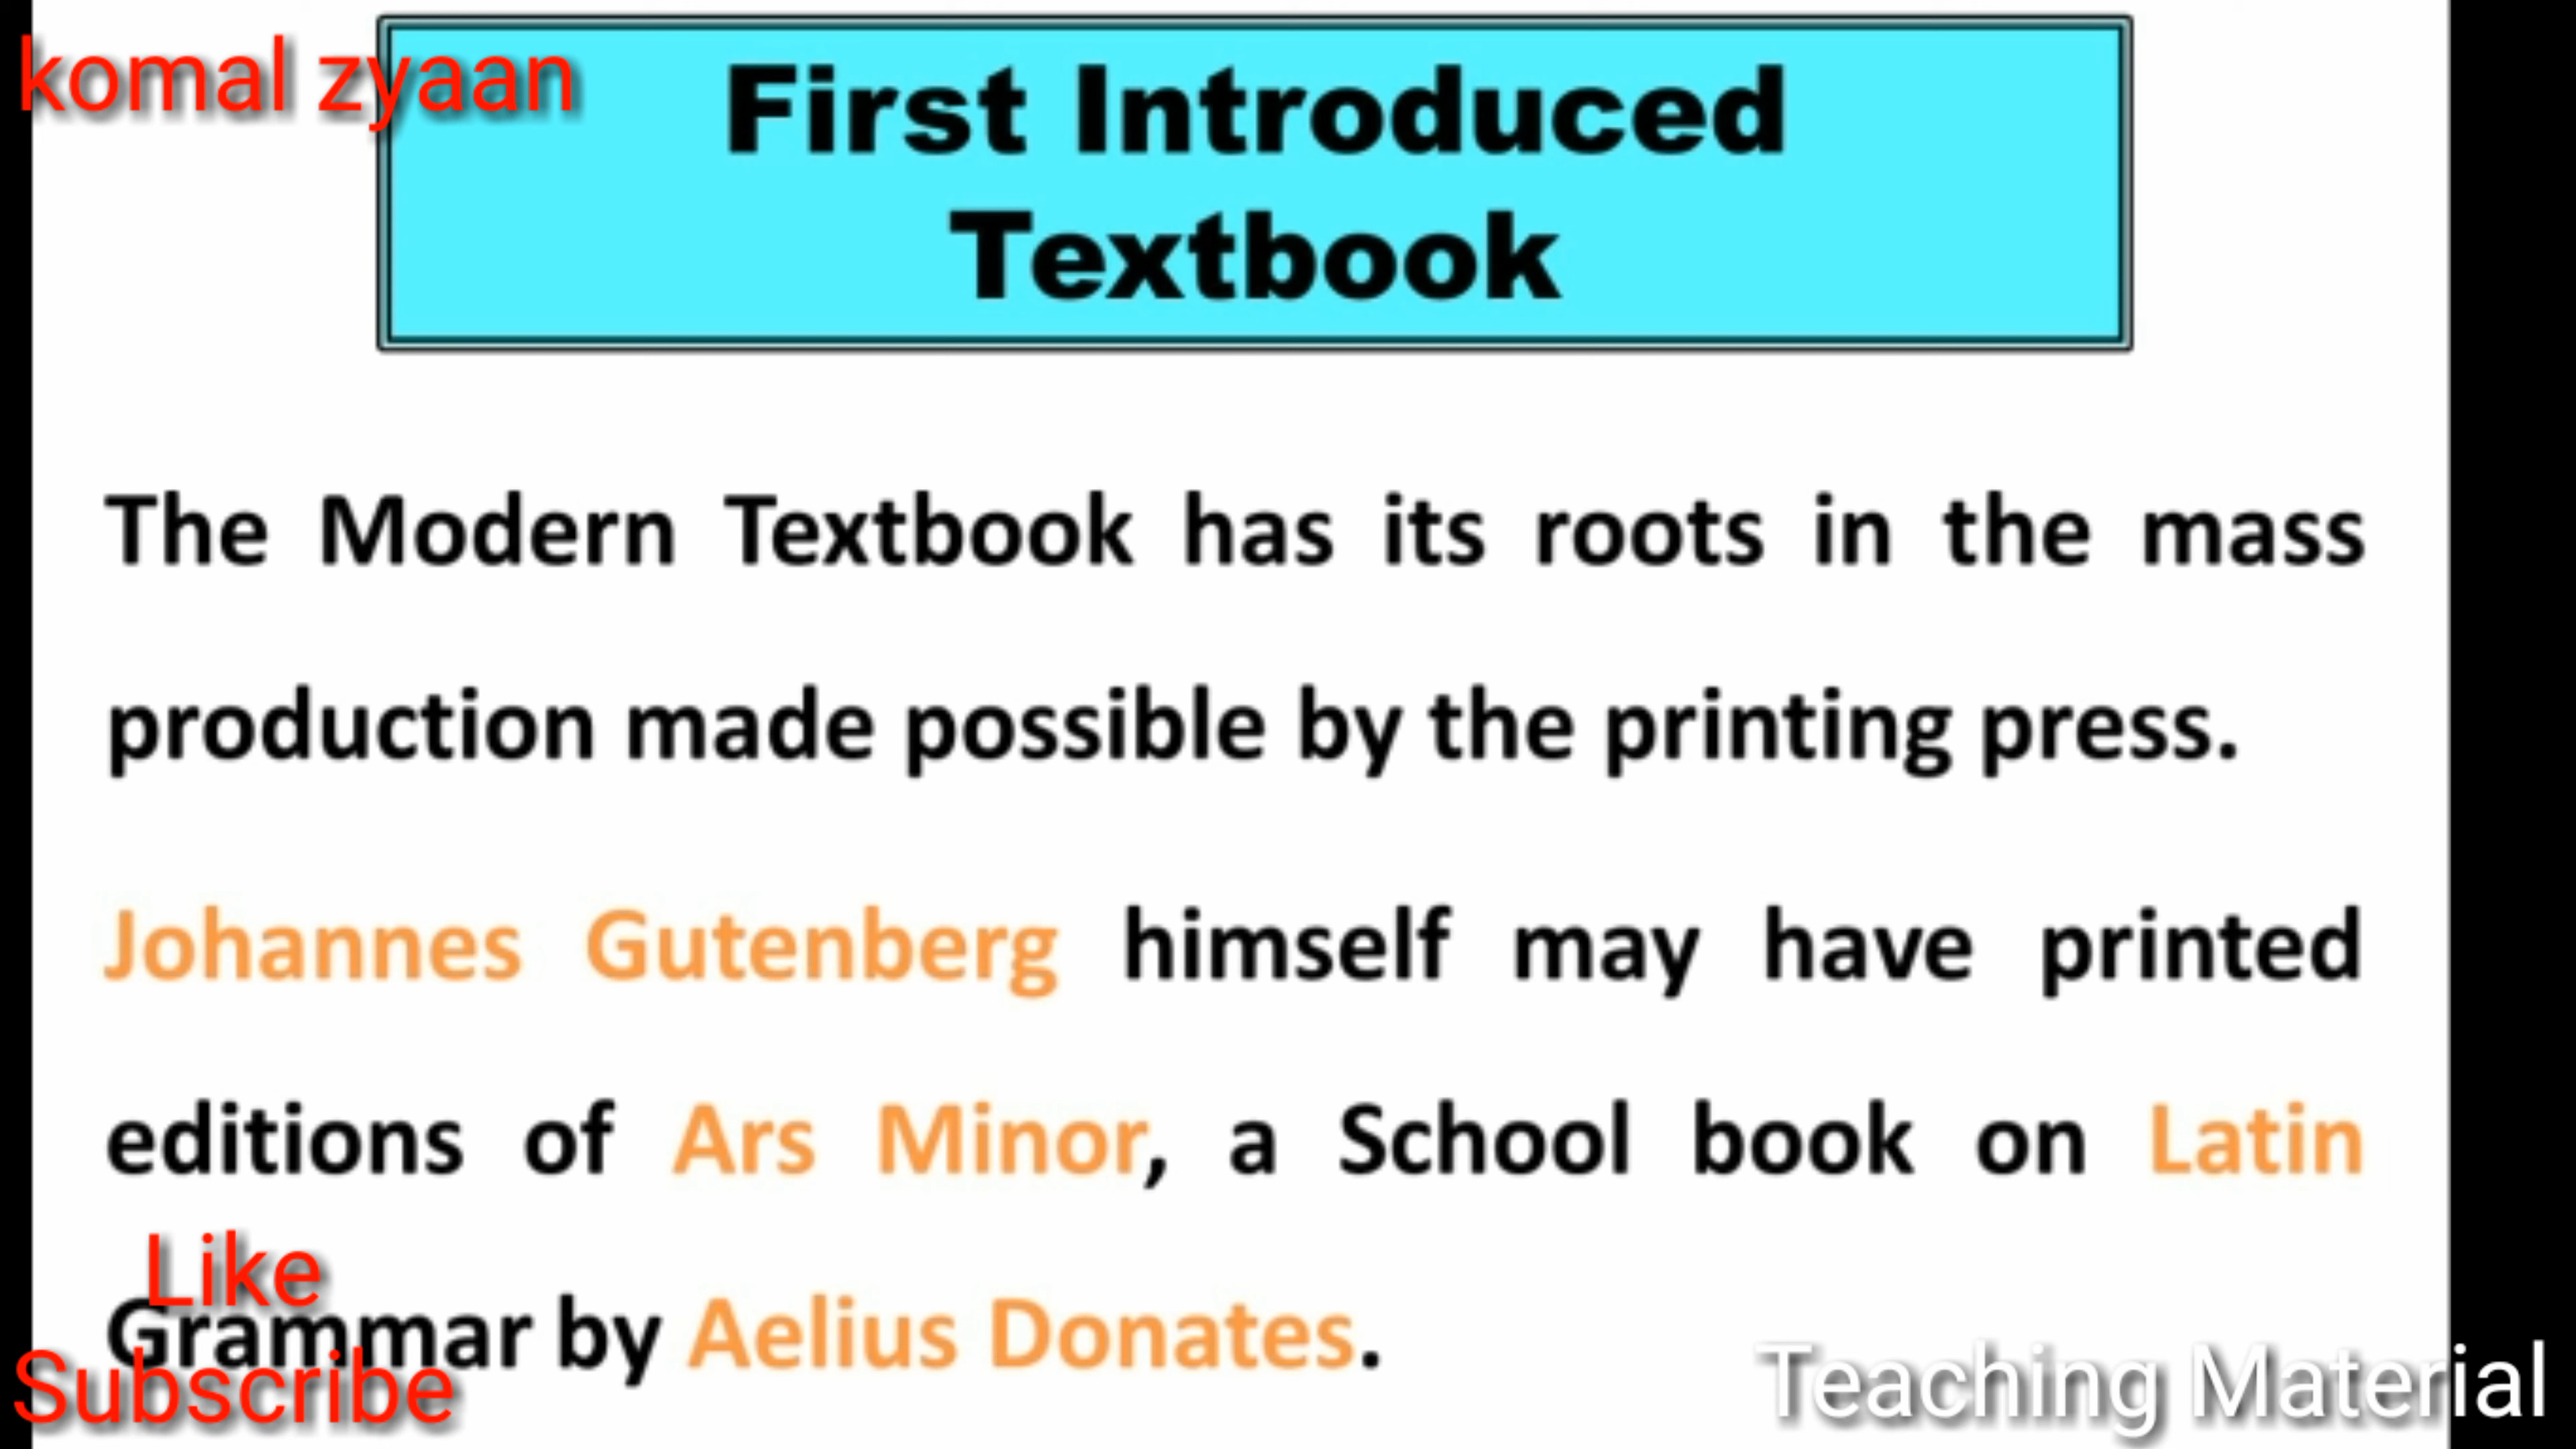 komal zyaan
First Introduced
Textbook
The Modern Textbook has its roots in the mass
production made possible by the printing press.
Johannes Gutenberg himself may have printed
editions of Ars Minor, a School book on Latin
Like
Grammar by Aelius Donates.
Subscribe
Teaching Material